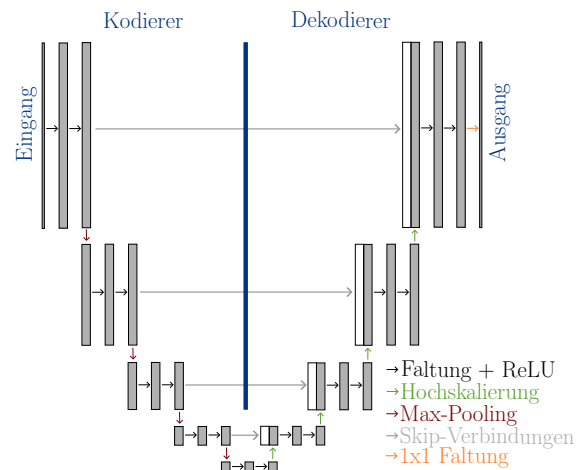 Kodierer
Dekodierer
Eingang
Ausgang
→Faltung + ReLU
→Hochskalierung
→Max-Pooling
→Skip-Verbindungen
→1x1 Faltung